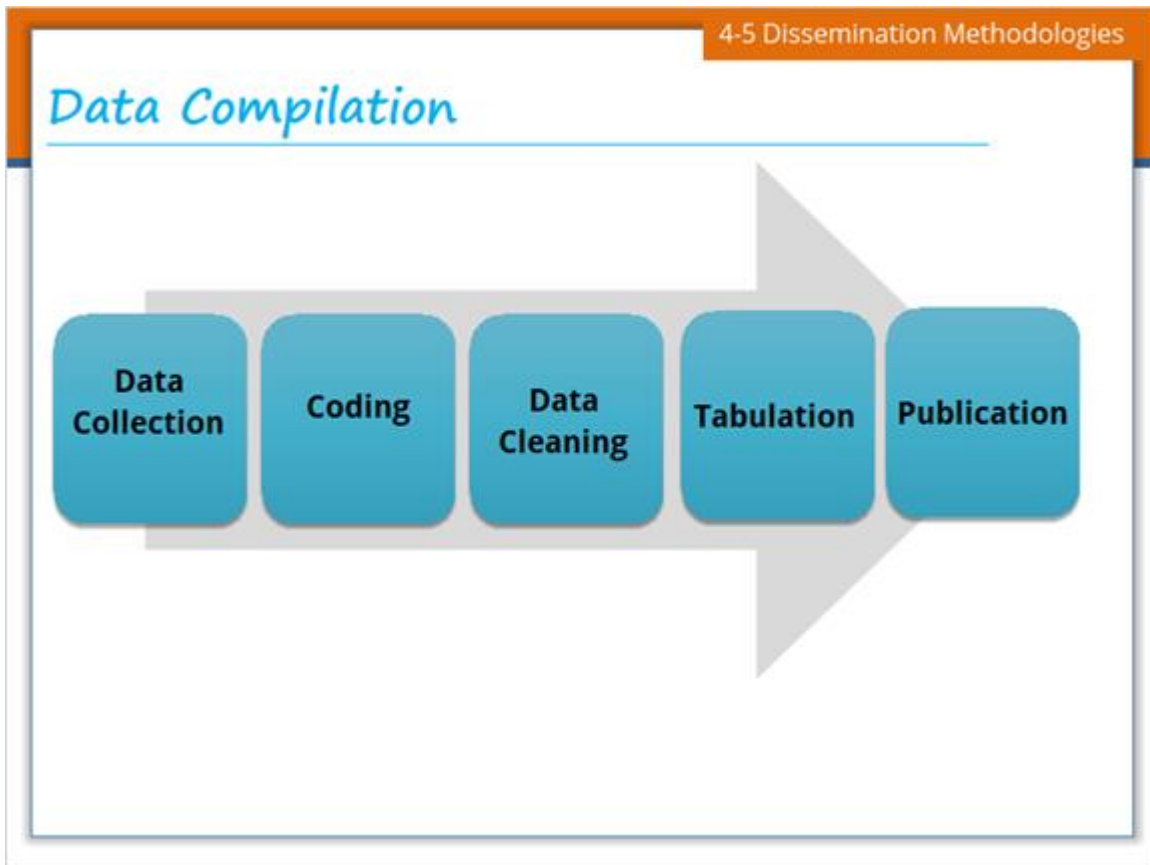 4-5 Dissemination Methodologies
Data Compilation
Data
Collection
Coding
Data
Cleaning
Tabulation
Publication